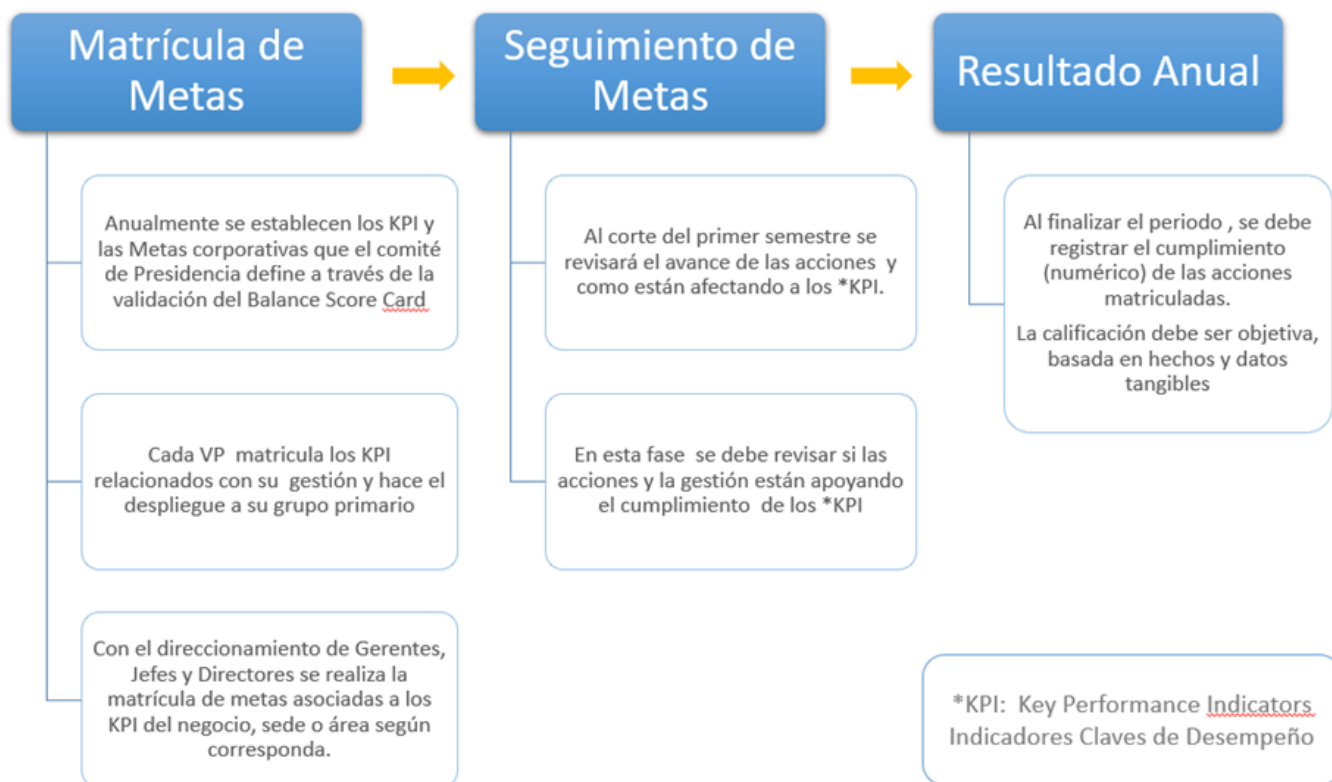 Matrícula de
Metas
Anualmente se establecen los KPI y
las Metas corporativas que el comité
de Presidencia define a través de la
validación del Balance Score Card
Cada VP matricula los KPI
relacionados con su gestión y hace el
despliegue a su grupo primario
Con el direccionamiento de Gerentes,
Jefes y Directores se realiza la
matrícula de metas asociadas a los
KPI del negocio, sede o área según
corresponda.
Seguimiento de
Metas
Al corte del primer semestre se
revisará el avance de las acciones y
como están afectando a los *KPI.
En esta fase se debe revisar si las
acciones y la gestión están apoyando
el cumplimiento de los *KPI
Resultado Anual
Al finalizar el periodo , se debe
registrar el cumplimiento
(numérico) de las acciones
matriculadas.
La calificación debe ser objetiva,
basada en hechos y datos
tangibles
*KPI: Key Performance Indicators
Indicadores Claves de Desempeño